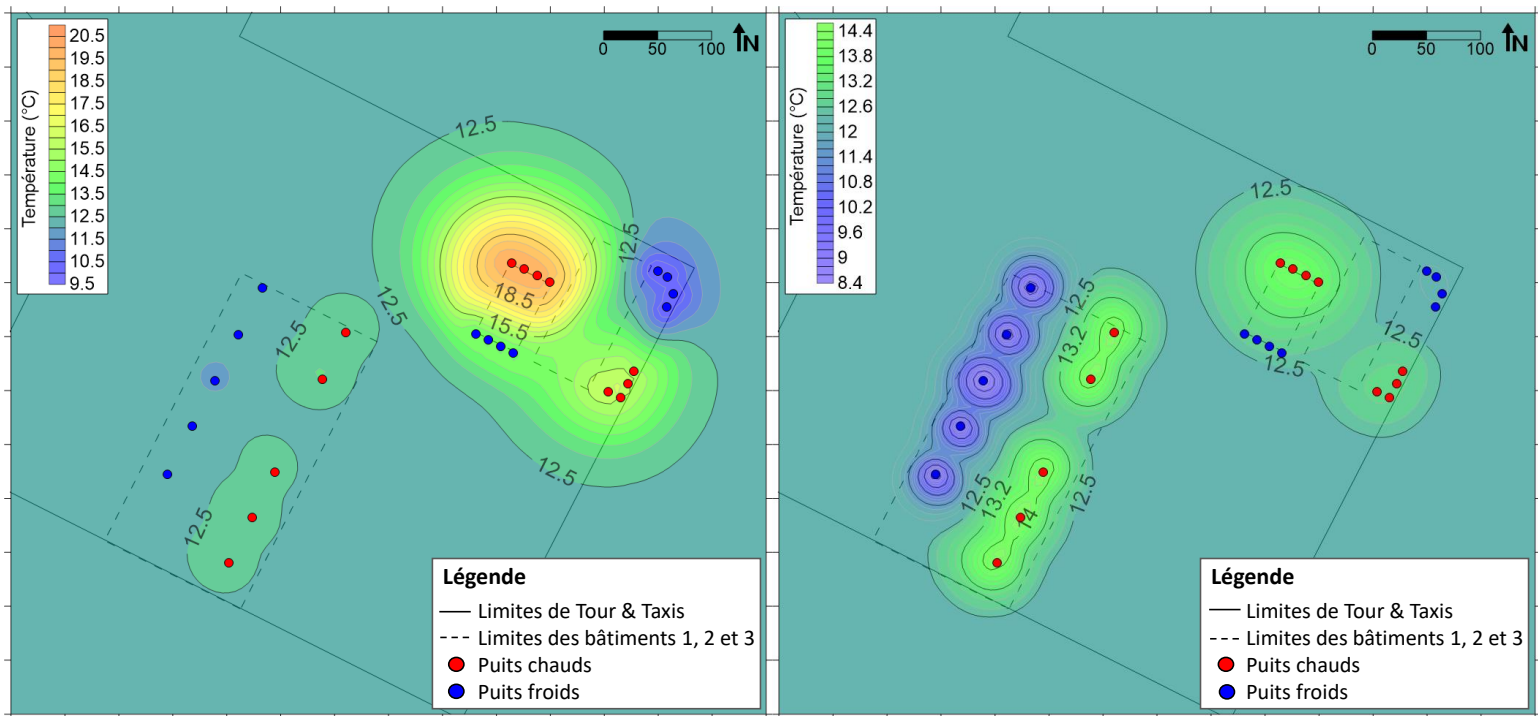 Température (°C)
20.5
19.5
18.5
17.5
16.5
15.5
14.5
13.5
12.5
11.5
10.5
9.5
0 50 100
N
12.5
12.5
12.5
18.5
15.5
12.5
12.5
12.5
Légende
Limites de Tour & Taxis
Limites des bâtiments 1, 2 et 3
Puits chauds
Puits froids
Température (°C)
14.4
13.8
13.2
12.6
12
11.4
10.8
10.2
9.6
9
8.4
0 50 100
N
12.5
12.5
13.2
12.5
12.5
12.5
13.2
14
12.5
Légende
Limites de Tour & Taxis
Limites des bâtiments 1, 2 et 3
Puits chauds
Puits froids